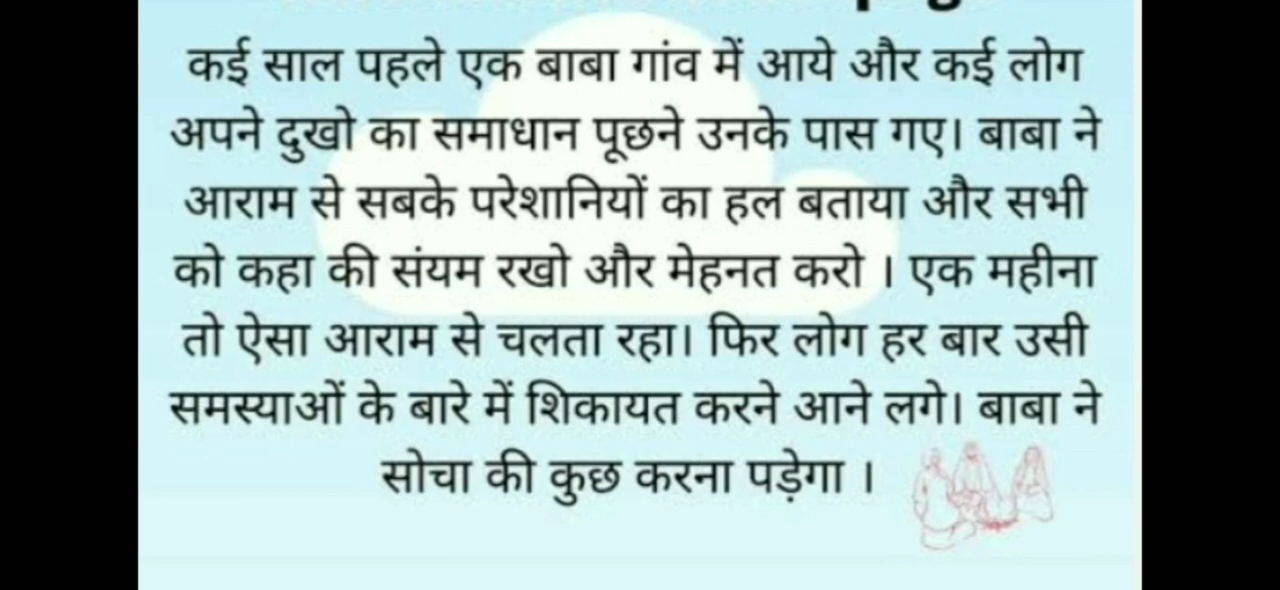 कई साल पहले एक बाबा गांव में आये और कई लोग
अपने दुखो का समाधान पूछने उनके पास गए। बाबा ने
आराम से सबके परेशानियों का हल बताया और सभी
को कहा की संयम रखो और मेहनत करो । एक महीना
तो ऐसा आराम से चलता रहा। फिर लोग हर बार उसी
समस्याओं के बारे में शिकायत करने आने लगे। बाबा ने
सोचा की कुछ करना पड़ेगा ।